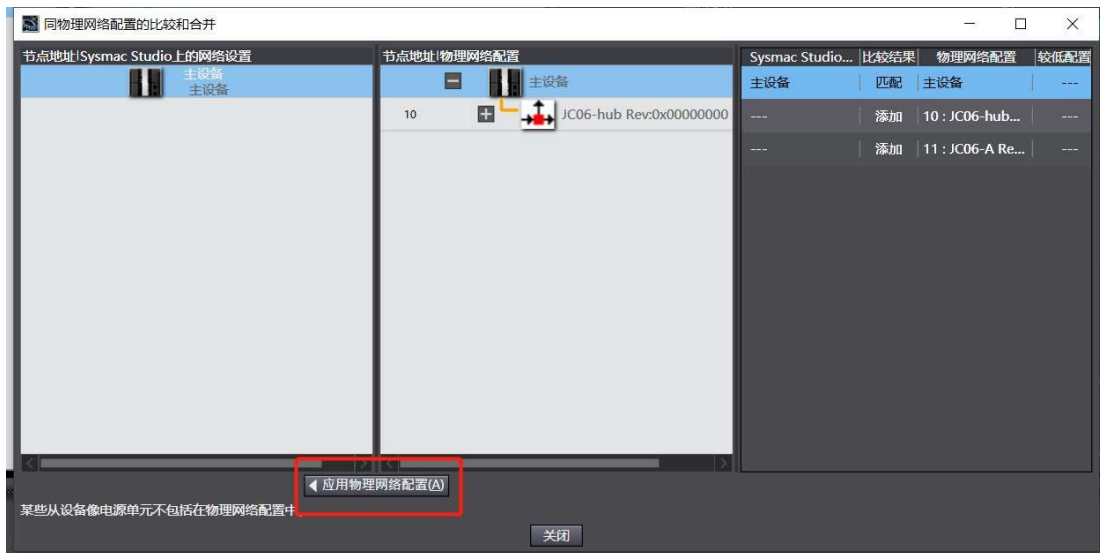 同物理网络配置的比较和合并
节点地址|Sysmac Studio上的网络设置
主设备
主设备
节点地址|物理网络配置
主设备
10 JC06-hub Rev:0x00000000
Sysmac Studio... 比较结果 物理网络配置 较低配置
主设备 匹配 主设备 ---
--- 添加 10 : JC06-hub... ---
--- 添加 11 : JC06-A Re... ---
应用物理网络配置(A)
某些从设备像电源单元不包括在物理网络配置中
关闭